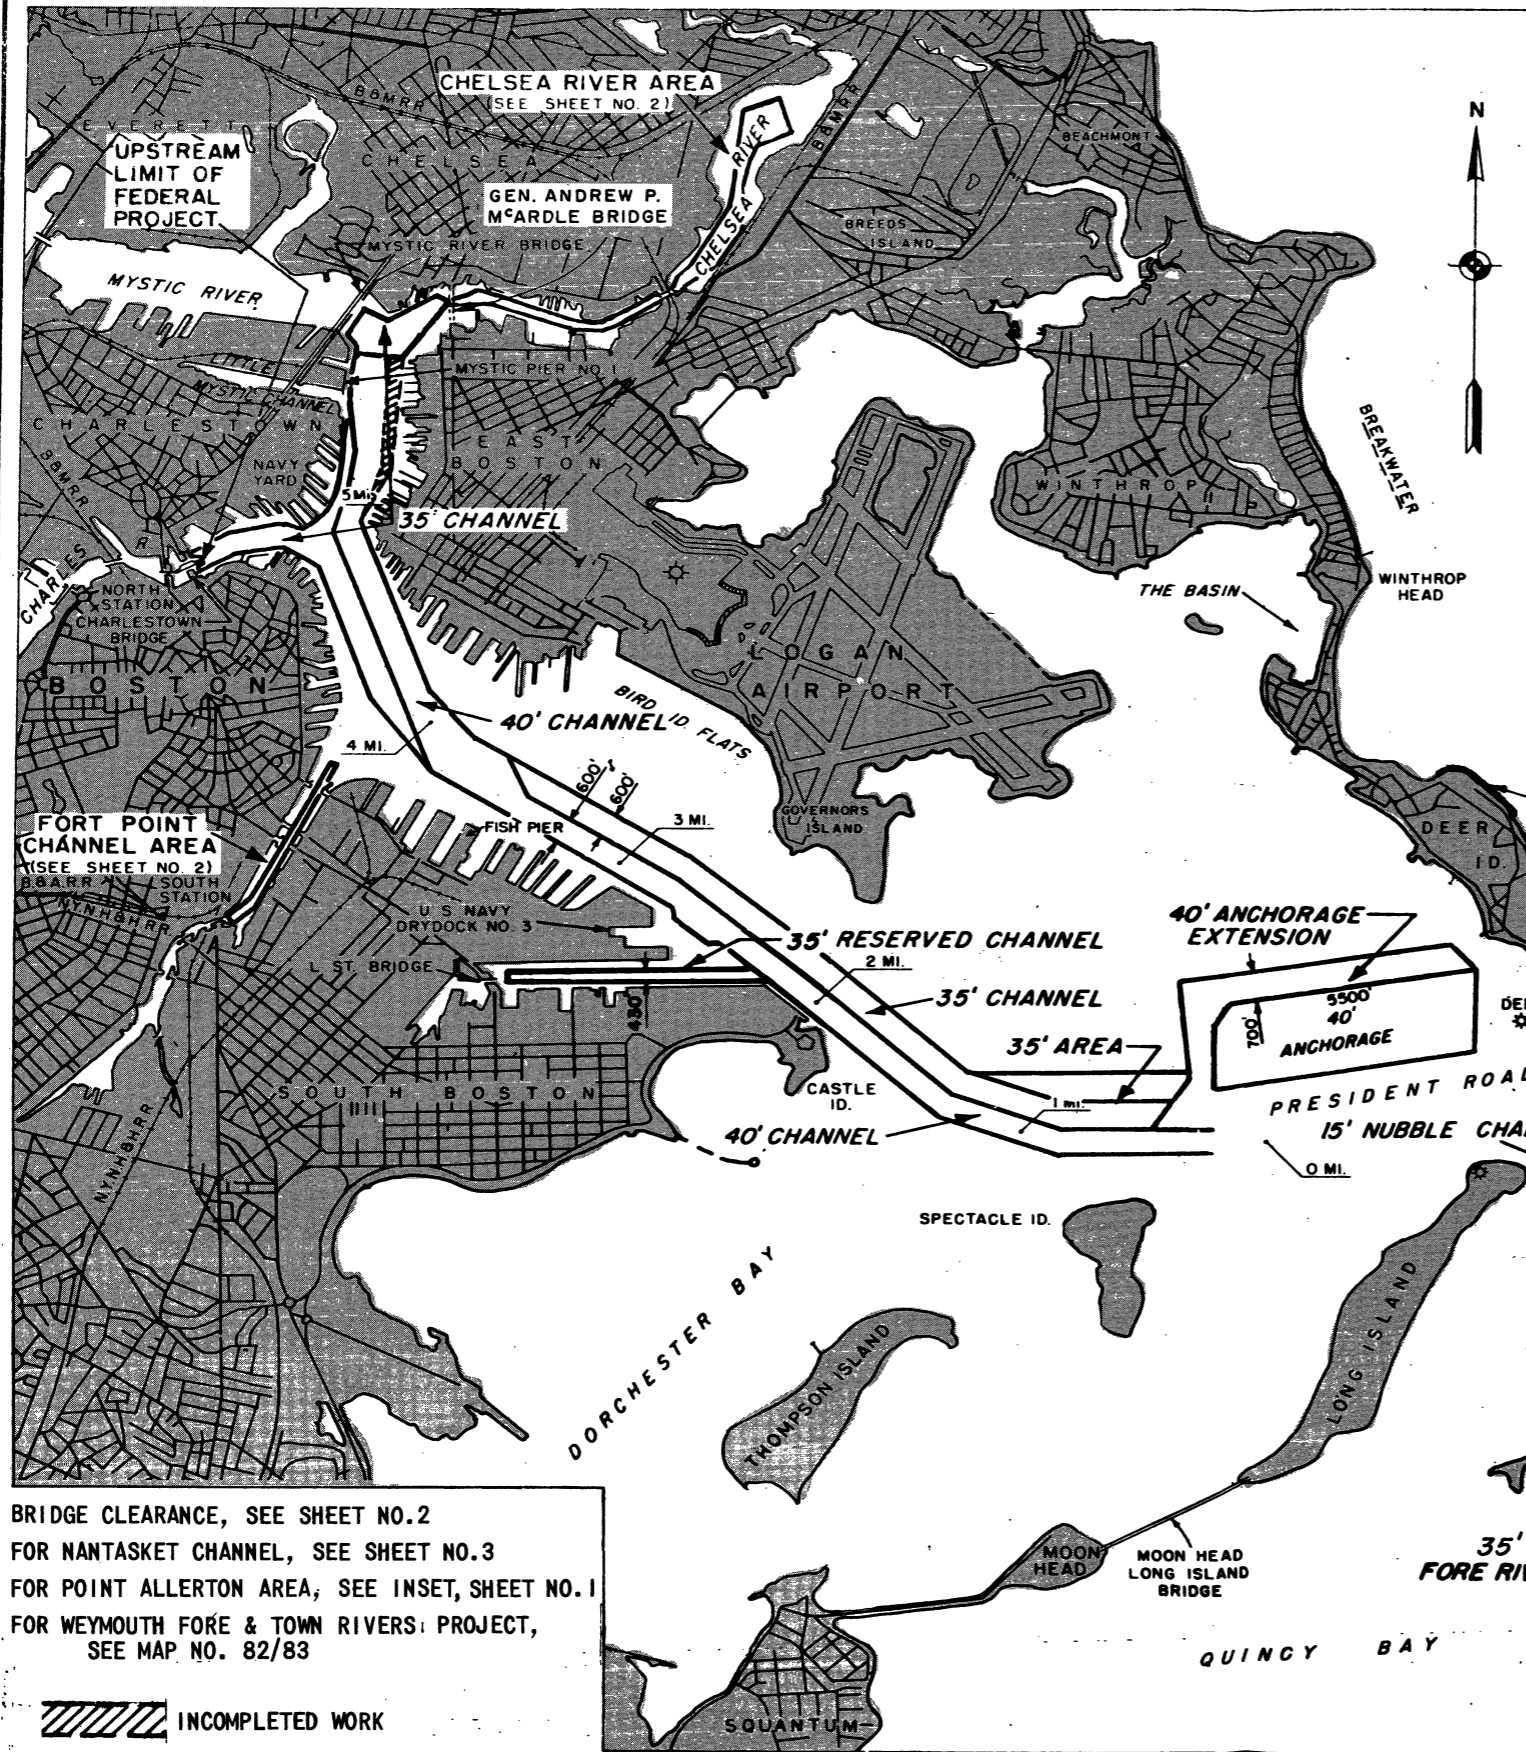 CHELSEA RIVER AREA
(SEE SHEET NO. 2)
B&MRR
EVERETT
UPSTREAM
LIMIT OF
FEDERAL
PROJECT
CHELSEA
GEN. ANDREW P.
McARDLE BRIDGE
MYSTIC RIVER BRIDGE
CHELSEA RIVER
B&MRR
BEACHMONT
BREEDS
ISLAND
N
MYSTIC RIVER
LITTLE
MYSTIC CHANNEL
MYSTIC PIER NO. 1
CHARLESTOWN
B&MRR
NAVY
YARD
EAST
BOSTON
5 MI.
35' CHANNEL
WINTHROP
BREAKWATER
WINTHROP
HEAD
THE BASIN
CHARLES
R.
NORTH
STATION
CHARLESTOWN
BRIDGE
BOSTON
LOGAN
AIRPORT
BIRD ID. FLATS
40' CHANNEL
4 MI.
600'
600'
3 MI.
FISH PIER
GOVERNORS
ISLAND
DEER
ID.
FORT POINT
CHANNEL AREA
(SEE SHEET NO. 2)
B&A.R.R
SOUTH
STATION
NYNH&HRR
U S NAVY
DRYDOCK NO. 3
L ST. BRIDGE
430'
35' RESERVED CHANNEL
2 MI.
35' CHANNEL
40' ANCHORAGE
EXTENSION
5500'
40'
ANCHORAGE
700'
35' AREA
1 MI.
PRESIDENT ROA
15' NUBBLE CHA
0 MI.
SOUTH BOSTON
CASTLE
ID.
40' CHANNEL
NYNH&HRR
SPECTACLE ID.
DORCHESTER BAY
THOMPSON ISLAND
LONG ISLAND
MOON
HEAD
MOON HEAD
LONG ISLAND
BRIDGE
35'
FORE RIV
QUINCY BAY
SQUANTUM
BRIDGE CLEARANCE, SEE SHEET NO.2
FOR NANTASKET CHANNEL, SEE SHEET NO.3
FOR POINT ALLERTON AREA, SEE INSET, SHEET NO.1
FOR WEYMOUTH FORE & TOWN RIVERS PROJECT,
SEE MAP NO. 82/83
INCOMPLETED WORK